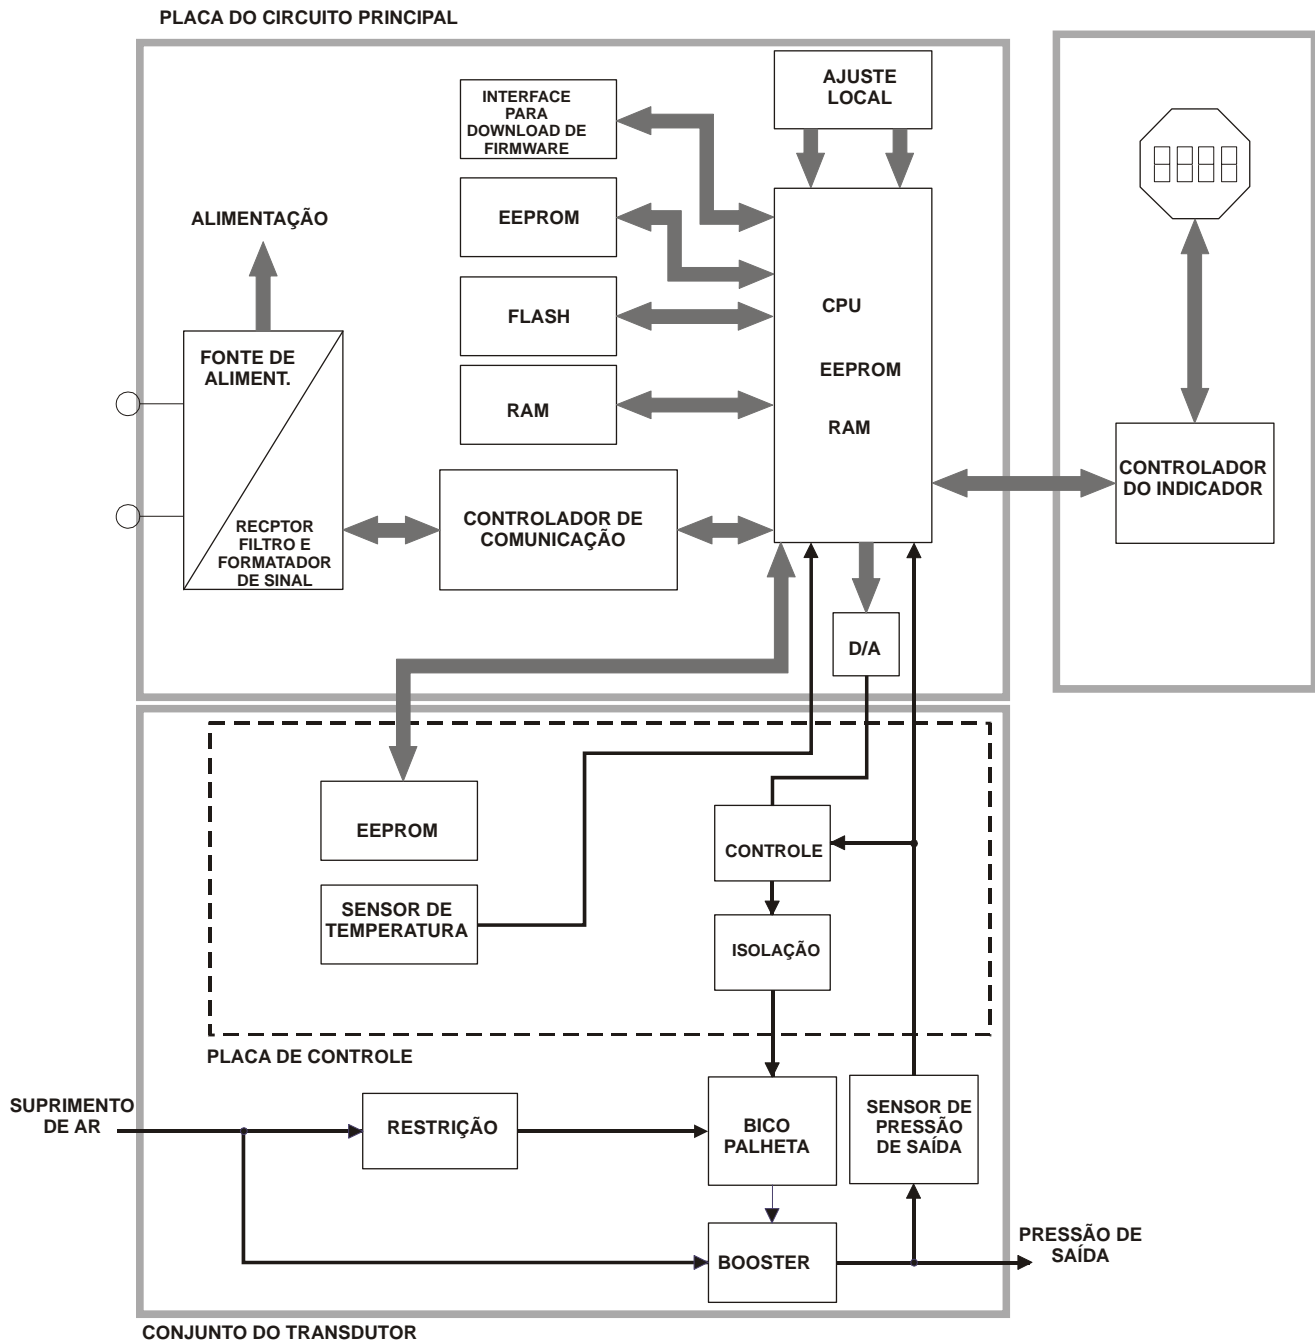 PLACA DO CIRCUITO PRINCIPAL
AJUSTE
LOCAL
INTERFACE
PARA
DOWNLOAD DE
FIRMWARE
EEPROM
ALIMENTAÇÃO
FLASH
CPU
FONTE DE
ALIMENT.
EEPROM
RAM
RAM
CONTROLADOR
DO INDICADOR
CONTROLADOR DE
COMUNICAÇÃO
RECPTOR
FILTRO E
FORMATADOR
DE SINAL
D/A
EEPROM
CONTROLE
SENSOR DE
TEMPERATURA
ISOLAÇÃO
PLACA DE CONTROLE
SUPRIMENTO
DE AR
RESTRIÇÃO
BICO
PALHETA
SENSOR DE
PRESSÃO
DE SAÍDA
BOOSTER
PRESSÃO DE
SAÍDA
CONJUNTO DO TRANSDUTOR